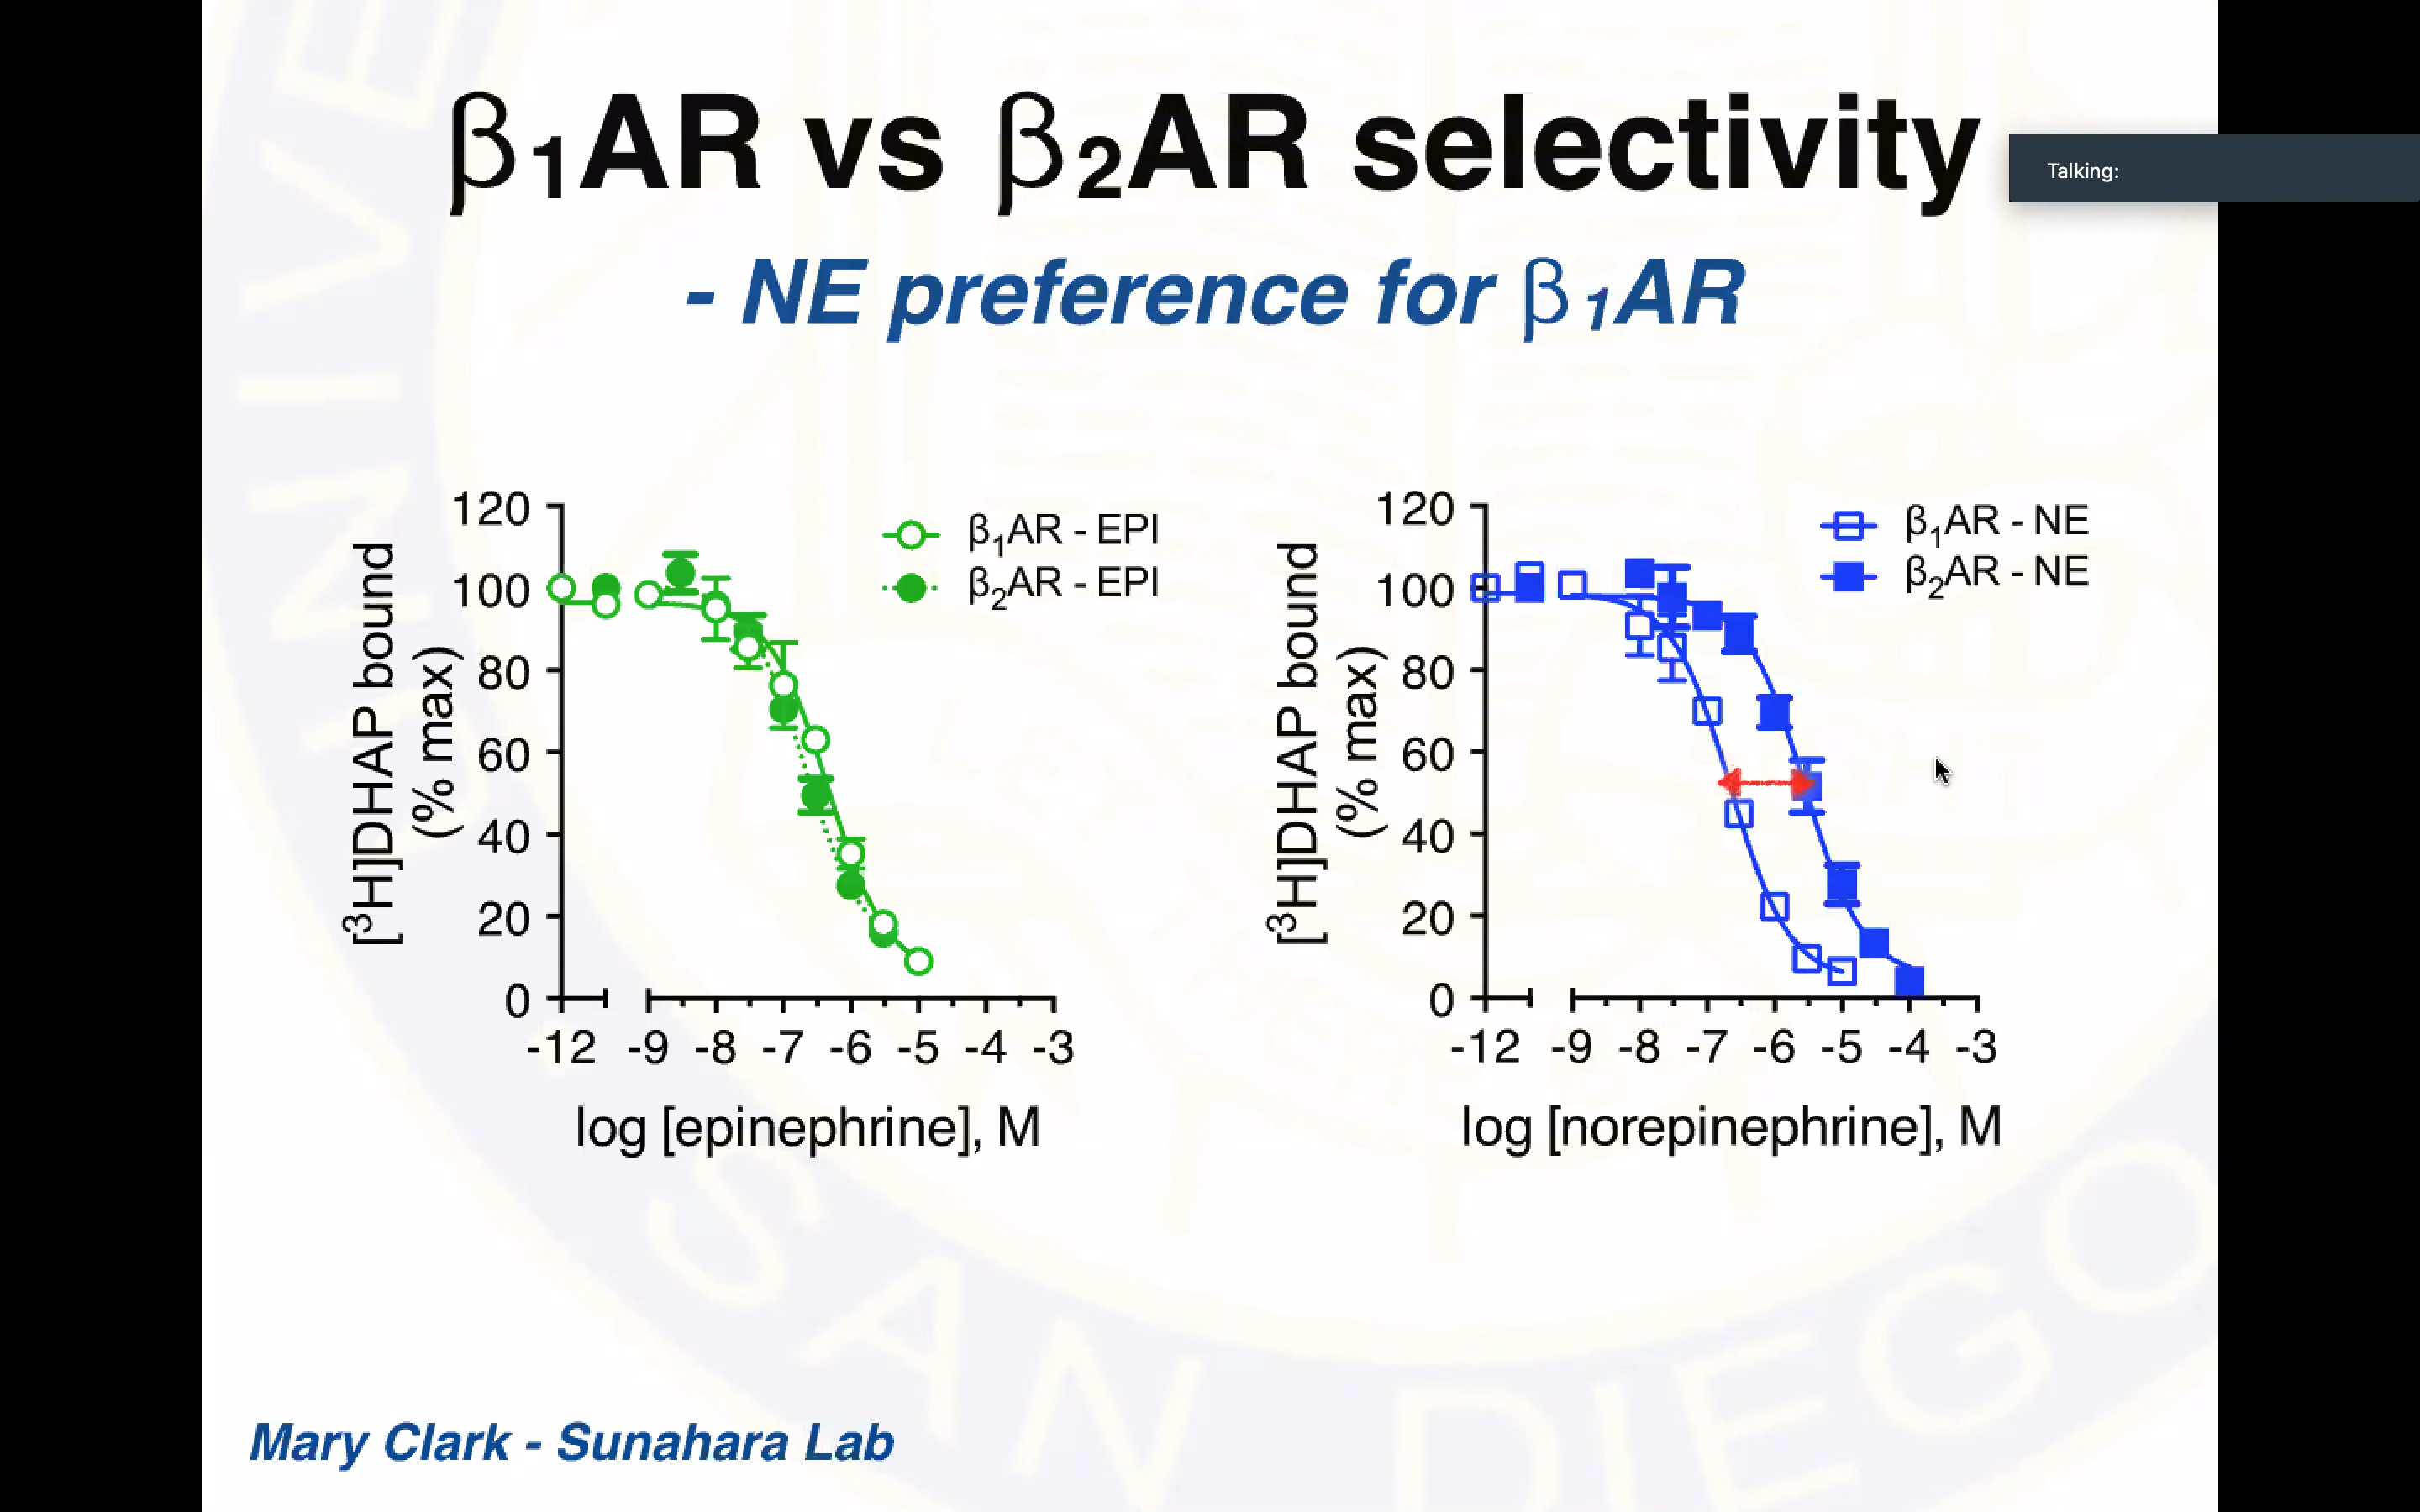 β1AR vs β2AR selectivity
Talking:
- NE preference for β1AR
[3H]DHAP bound
(% max)
120
100
80
60
40
20
0
-12 -9 -8 -7 -6 -5 -4 -3
log [epinephrine], M
β1AR - EPI
β2AR - EPI
[3H]DHAP bound
(% max)
120
100
80
60
40
20
0
-12 -9 -8 -7 -6 -5 -4 -3
log [norepinephrine], M
β1AR - NE
β2AR - NE
Mary Clark - Sunahara Lab
SAN DIEGO